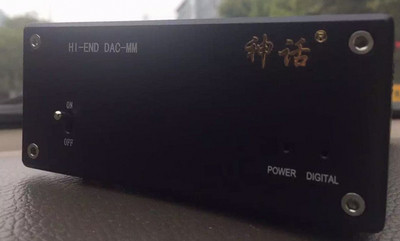 HI-END DAC-MM
神话
ON
OFF
POWER DIGITAL